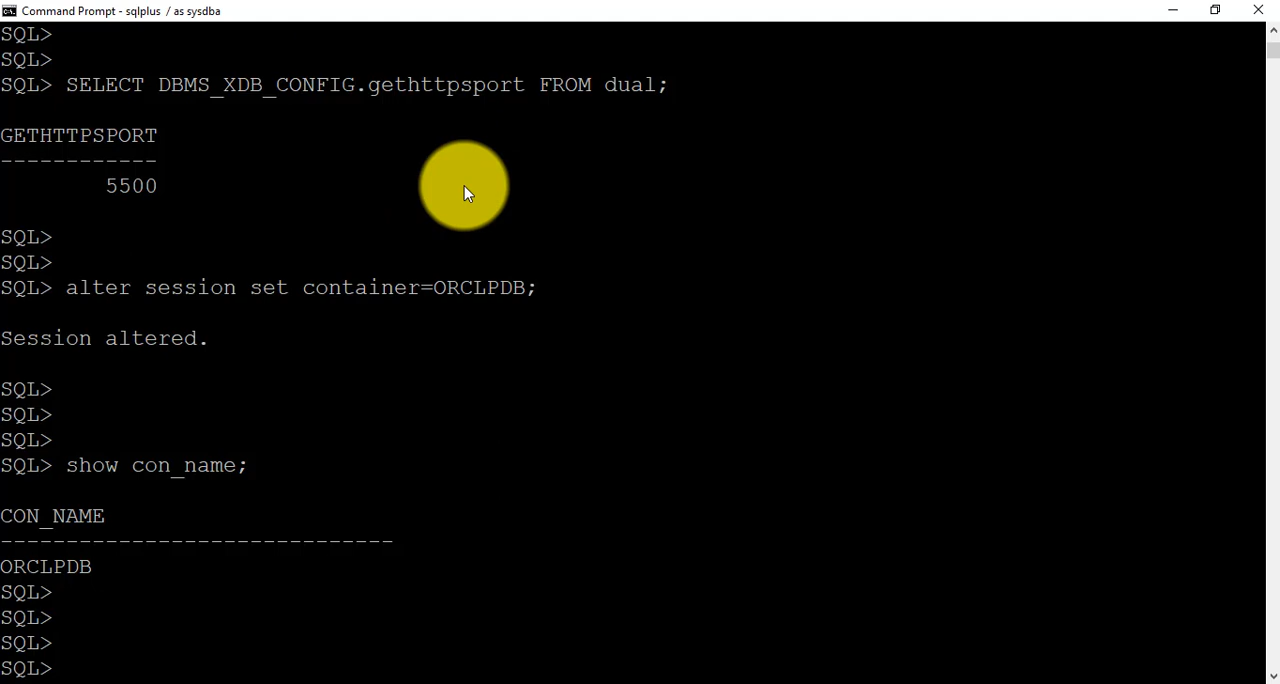 Command Prompt - sqlplus / as sysdba
SQL>
SQL>
SQL> SELECT DBMS_XDB_CONFIG.gethttpsport FROM dual;
GETHTTPSPORT
------------
5500
SQL>
SQL>
SQL> alter session set container=ORCLPDB;
Session altered.
SQL>
SQL>
SQL>
SQL> show con_name;
CON_NAME
------------------------------
ORCLPDB
SQL>
SQL>
SQL>
SQL>